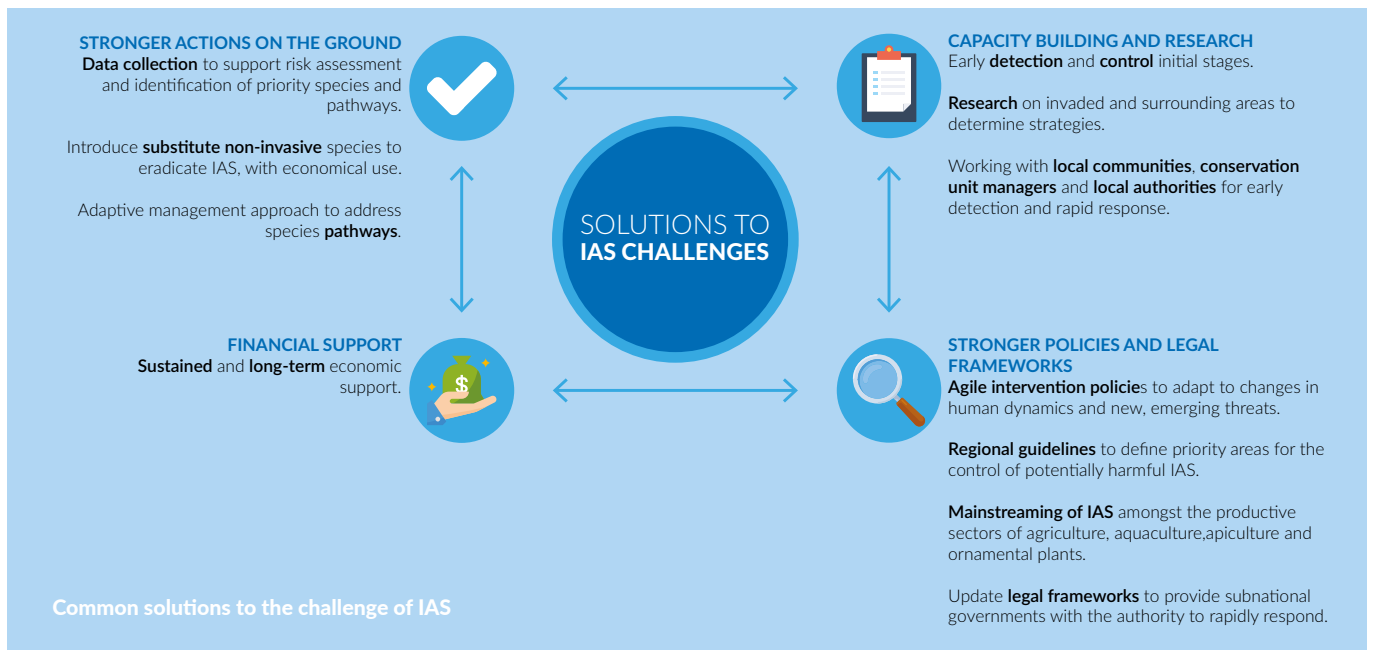 STRONGER ACTIONS ON THE GROUND
Data collection to support risk assessment
and identification of priority species and
pathways.
Introduce substitute non-invasive species to
eradicate IAS, with economical use.
Adaptive management approach to address
species pathways.
CAPACITY BUILDING AND RESEARCH
Early detection and control initial stages.
Research on invaded and surrounding areas to
determine strategies.
Working with local communities, conservation
unit managers and local authorities for early
detection and rapid response.
SOLUTIONS TO
IAS CHALLENGES
FINANCIAL SUPPORT
Sustained and long-term economic
support.
$
STRONGER POLICIES AND LEGAL
FRAMEWORKS
Agile intervention policies to adapt to changes in
human dynamics and new, emerging threats.
Regional guidelines to define priority areas for the
control of potentially harmful IAS.
Mainstreaming of IAS amongst the productive
sectors of agriculture, aquaculture,apiculture and
ornamental plants.
Update legal frameworks to provide subnational
governments with the authority to rapidly respond.
Common solutions to the challenge of IAS